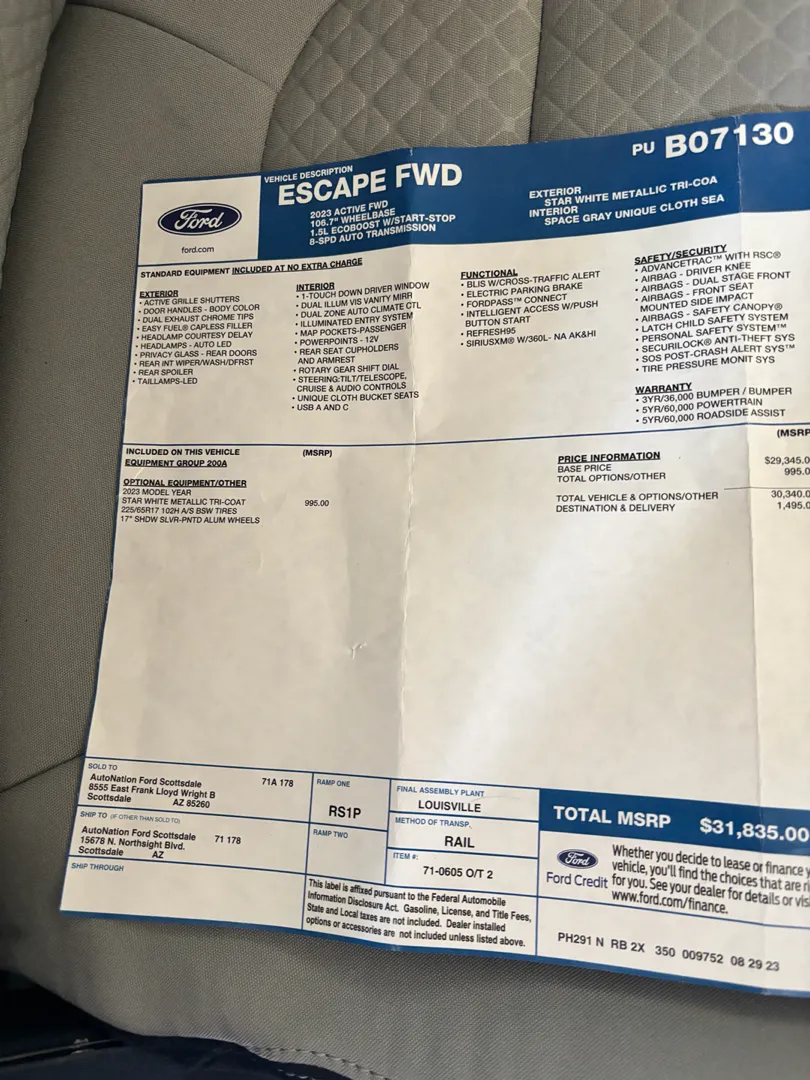 PU B07130
VEHICLE DESCRIPTION
ESCAPE FWD
2023 ACTIVE FWD
106.7" WHEELBASE
1.5L ECOBOOST W/START-STOP
8-SPD AUTO TRANSMISSION
EXTERIOR
STAR WHITE METALLIC TRI-COA
INTERIOR
SPACE GRAY UNIQUE CLOTH SEA
Ford
ford.com
STANDARD EQUIPMENT INCLUDED AT NO EXTRA CHARGE
EXTERIOR
• ACTIVE GRILLE SHUTTERS
• DOOR HANDLES - BODY COLOR
• DUAL EXHAUST CHROME TIPS
• EASY FUEL® CAPLESS FILLER
• HEADLAMP COURTESY DELAY
• HEADLAMPS - AUTO LED
• PRIVACY GLASS - REAR DOORS
• REAR INT WIPER/WASH/DFRST
• REAR SPOILER
• TAILLAMPS-LED
INTERIOR
• 1-TOUCH DOWN DRIVER WINDOW
• DUAL ILLUM VIS VANITY MIRR
• DUAL ZONE AUTO CLIMATE CTL
• ILLUMINATED ENTRY SYSTEM
• MAP POCKETS-PASSENGER
• POWERPOINTS - 12V
• REAR SEAT CUPHOLDERS
AND ARMREST
• ROTARY GEAR SHIFT DIAL
• STEERING:TILT/TELESCOPE,
CRUISE & AUDIO CONTROLS
• UNIQUE CLOTH BUCKET SEATS
• USB A AND C
FUNCTIONAL
• BLIS W/CROSS-TRAFFIC ALERT
• ELECTRIC PARKING BRAKE
• FORDPASS™ CONNECT
• INTELLIGENT ACCESS W/PUSH
BUTTON START
• REFRESH95
• SIRIUSXM® W/360L- NA AK&HI
SAFETY/SECURITY
• ADVANCETRAC™ WITH RSC®
• AIRBAG - DRIVER KNEE
• AIRBAGS - DUAL STAGE FRONT
• AIRBAGS - FRONT SEAT
MOUNTED SIDE IMPACT
• AIRBAGS - SAFETY CANOPY®
• LATCH CHILD SAFETY SYSTEM
• PERSONAL SAFETY SYSTEM™
• SECURILOCK® ANTI-THEFT SYS
• SOS POST-CRASH ALERT SYS™
• TIRE PRESSURE MONIT SYS
WARRANTY
• 3YR/36,000 BUMPER / BUMPER
• 5YR/60,000 POWERTRAIN
• 5YR/60,000 ROADSIDE ASSIST
INCLUDED ON THIS VEHICLE (MSRP)
EQUIPMENT GROUP 200A
OPTIONAL EQUIPMENT/OTHER
2023 MODEL YEAR
STAR WHITE METALLIC TRI-COAT 995.00
225/65R17 102H A/S BSW TIRES
17" SHDW SLVR-PNTD ALUM WHEELS
(MSRP
PRICE INFORMATION
BASE PRICE $29,345.0
TOTAL OPTIONS/OTHER 995.0
TOTAL VEHICLE & OPTIONS/OTHER 30,340.0
DESTINATION & DELIVERY 1,495.0
SOLD TO
AutoNation Ford Scottsdale 71A 178
8555 East Frank Lloyd Wright B
Scottsdale AZ 85260
SHIP TO (IF OTHER THAN SOLD TO)
AutoNation Ford Scottsdale 71 178
15678 N. Northsight Blvd.
Scottsdale AZ
SHIP THROUGH
RAMP ONE
RS1P
RAMP TWO
FINAL ASSEMBLY PLANT
LOUISVILLE
METHOD OF TRANSP.
RAIL
ITEM #:
71-0605 O/T 2
This label is affixed pursuant to the Federal Automobile
Information Disclosure Act. Gasoline, License, and Title Fees,
State and Local taxes are not included. Dealer installed
options or accessories are not included unless listed above.
TOTAL MSRP $31,835.00
Ford
Ford Credit
Whether you decide to lease or finance y
vehicle, you'll find the choices that are ri
for you. See your dealer for details or visi
www.ford.com/finance.
PH291 N RB 2X 350 009752 08 29 23